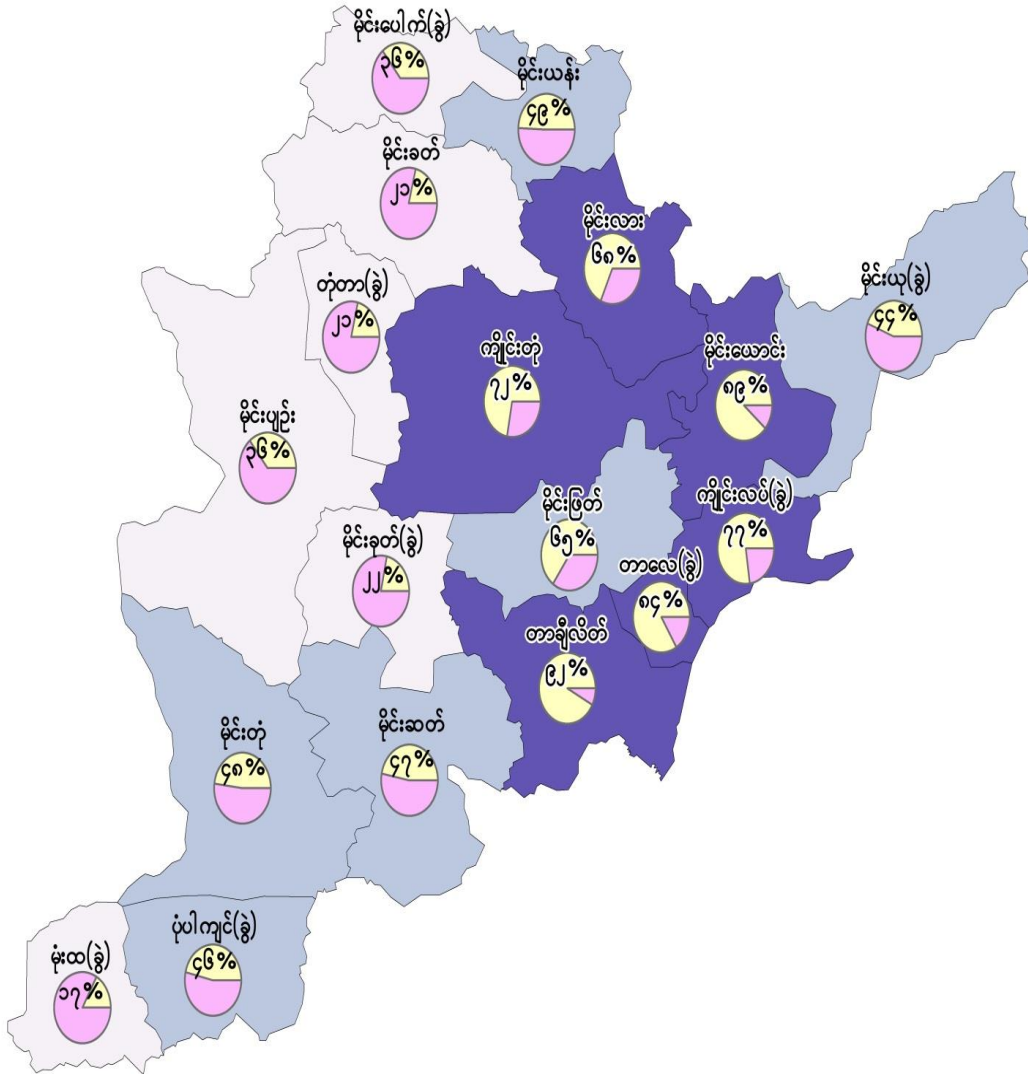 မိုင်းပေါက်(ခွဲ)
၃၆%
မိုင်းယန်း
၄၉%
မိုင်းခတ်
၂၁%
မိုင်းလား
၆၈%
မိုင်းယု(ခွဲ)
၄၄%
တုံတာ(ခွဲ)
၂၁%
ကျိုင်းတုံ
၇၂%
မိုင်းယောင်း
၈၉%
မိုင်းပျဉ်း
၃၆%
မိုင်းဖြတ်
၆၅%
ကျိုင်းလပ်(ခွဲ)
၇၇%
မိုင်းခုတ်(ခွဲ)
၂၂%
တာလေ(ခွဲ)
၈၄%
တာချီလိတ်
၉၂%
မိုင်းတုံ
၄၈%
မိုင်းဆတ်
၄၇%
ပုံပါကျင်(ခွဲ)
၄၆%
မုံးထ(ခွဲ)
၁၇%